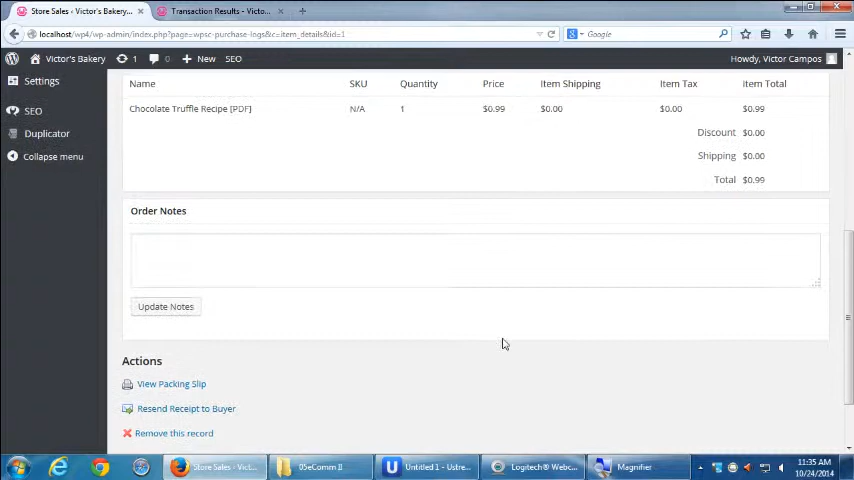 Store Sales ‹ Victor's Bakery...
Transaction Results - Victo...
localhost/wp4/wp-admin/index.php?page=wpsc-purchase-logs&c=item_details&id=1
Google
Victor's Bakery
1
0
New
SEO
Howdy, Victor Campos
Settings
SEO
Duplicator
Collapse menu
Name
SKU
Quantity
Price
Item Shipping
Item Tax
Item Total
Chocolate Truffle Recipe [PDF]
N/A
1
$0.99
$0.00
$0.00
$0.99
Discount $0.00
Shipping $0.00
Total $0.99
Order Notes
Update Notes
Actions
View Packing Slip
Resend Receipt to Buyer
Remove this record
Store Sales ‹ Vict...
05eComm II
Untitled 1 - Ustre...
Logitech® Webc...
Magnifier
11:35 AM
10/24/2014